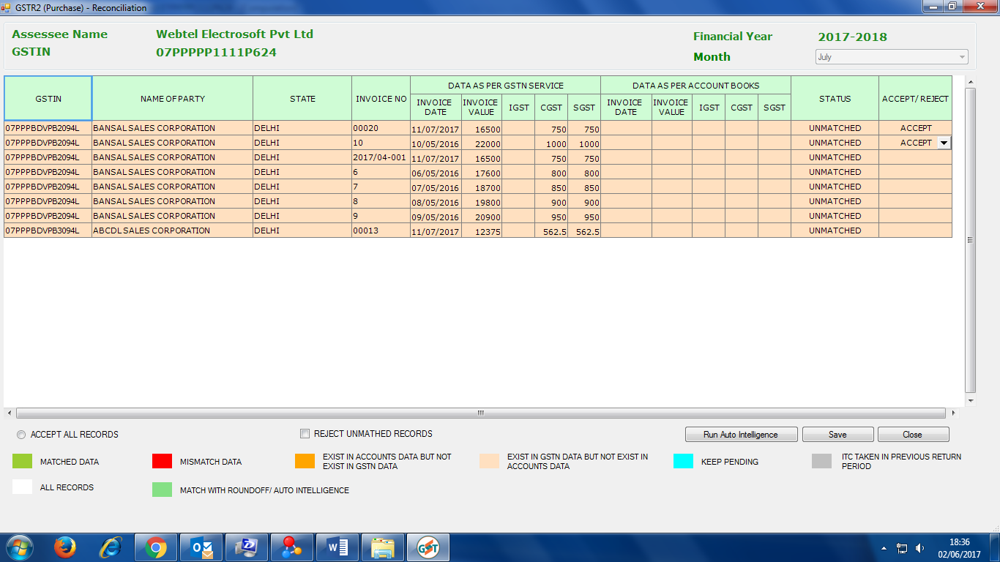 GSTR2 (Purchase) - Reconciliation
Assessee Name Webtel Electrosoft Pvt Ltd Financial Year 2017-2018
GSTIN 07PPPPP1111P624 Month July
DATA AS PER GSTN SERVICE DATA AS PER ACCOUNT BOOKS
GSTIN NAME OF PARTY STATE INVOICE NO INVOICE DATE INVOICE VALUE IGST CGST SGST INVOICE DATE INVOICE VALUE IGST CGST SGST STATUS ACCEPT/ REJECT
07PPPBDVPB2094L BANSAL SALES CORPORATION DELHI 00020 11/07/2017 16500 750 750 UNMATCHED ACCEPT
07PPPBDVPB2094L BANSAL SALES CORPORATION DELHI 10 10/05/2016 22000 1000 1000 UNMATCHED ACCEPT
07PPPBDVPB2094L BANSAL SALES CORPORATION DELHI 2017/04-001 11/07/2017 16500 750 750 UNMATCHED
07PPPBDVPB2094L BANSAL SALES CORPORATION DELHI 6 06/05/2016 17600 800 800 UNMATCHED
07PPPBDVPB2094L BANSAL SALES CORPORATION DELHI 7 07/05/2016 18700 850 850 UNMATCHED
07PPPBDVPB2094L BANSAL SALES CORPORATION DELHI 8 08/05/2016 19800 900 900 UNMATCHED
07PPPBDVPB2094L BANSAL SALES CORPORATION DELHI 9 09/05/2016 20900 950 950 UNMATCHED
07PPPBDVPB3094L ABCDL SALES CORPORATION DELHI 00013 11/07/2017 12375 562.5 562.5 UNMATCHED
ACCEPT ALL RECORDS REJECT UNMATHED RECORDS Run Auto Intelligence Save Close
MATCHED DATA
MISMATCH DATA
EXIST IN ACCOUNTS DATA BUT NOT
EXIST IN GSTN DATA
EXIST IN GSTN DATA BUT NOT EXIST IN
ACCOUNTS DATA
KEEP PENDING
ITC TAKEN IN PREVIOUS RETURN
PERIOD
ALL RECORDS
MATCH WITH ROUNDOFF/ AUTO INTELLIGENCE
GST
18:36
02/06/2017